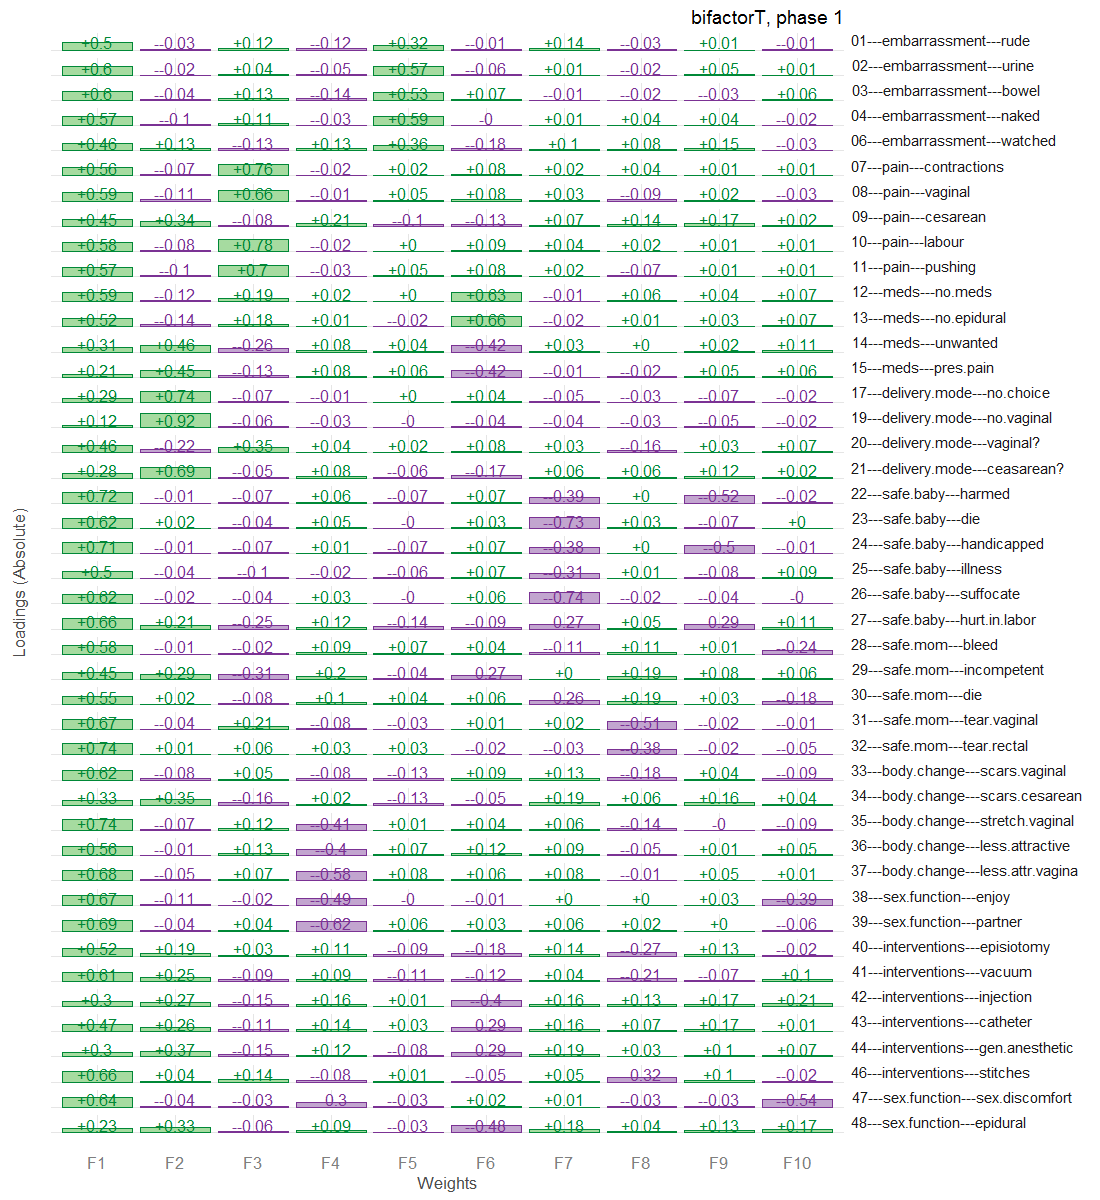 bifactorT, phase 1
+0.5 --0.03 +0.12 --0.12 +0.32 --0.01 +0.14 --0.03 +0.01 --0.01 01---embarrassment---rude
+0.6 --0.02 +0.04 --0.05 +0.57 --0.06 +0.01 --0.02 +0.05 +0.01 02---embarrassment---urine
+0.6 --0.04 +0.13 --0.14 +0.53 +0.07 --0.01 --0.02 --0.03 +0.06 03---embarrassment---bowel
+0.57 --0.1 +0.11 --0.03 +0.59 -0 +0.01 +0.04 +0.04 --0.02 04---embarrassment---naked
+0.46 +0.13 --0.13 +0.13 +0.36 --0.18 +0.1 +0.08 +0.15 --0.03 06---embarrassment---watched
+0.56 --0.07 +0.76 --0.02 +0.02 +0.08 +0.02 +0.04 +0.01 +0.01 07---pain---contractions
+0.59 --0.11 +0.66 --0.01 +0.05 +0.08 +0.03 --0.09 +0.02 --0.03 08---pain---vaginal
+0.45 +0.34 --0.08 +0.21 --0.1 --0.13 +0.07 +0.14 +0.17 +0.02 09---pain---cesarean
+0.58 --0.08 +0.78 --0.02 +0 +0.09 +0.04 +0.02 +0.01 +0.01 10---pain---labour
+0.57 --0.1 +0.7 --0.03 +0.05 +0.08 +0.02 --0.07 +0.01 +0.01 11---pain---pushing
+0.59 --0.12 +0.19 +0.02 +0 +0.63 --0.01 +0.06 +0.04 +0.07 12---meds---no.meds
+0.52 --0.14 +0.18 +0.01 --0.02 +0.66 --0.02 +0.01 +0.03 +0.07 13---meds---no.epidural
+0.31 +0.46 --0.26 +0.08 +0.04 --0.42 +0.03 +0 +0.02 +0.11 14---meds---unwanted
+0.21 +0.45 --0.13 +0.08 +0.06 --0.42 --0.01 --0.02 +0.05 +0.06 15---meds---pres.pain
+0.29 +0.74 --0.07 --0.01 +0 +0.04 --0.05 --0.03 --0.07 --0.02 17---delivery.mode---no.choice
+0.12 +0.92 --0.06 --0.03 -0 --0.04 --0.04 --0.03 --0.05 --0.02 19---delivery.mode---no.vaginal
+0.46 --0.22 +0.35 +0.04 +0.02 +0.08 +0.03 --0.16 +0.03 +0.07 20---delivery.mode---vaginal?
+0.28 +0.69 --0.05 +0.08 --0.06 --0.17 +0.06 +0.06 +0.12 +0.02 21---delivery.mode---ceasarean?
+0.72 --0.01 --0.07 +0.06 --0.07 +0.07 --0.39 +0 --0.52 --0.02 22---safe.baby---harmed
+0.62 +0.02 --0.04 +0.05 -0 +0.03 --0.73 +0.03 --0.07 +0 23---safe.baby---die
+0.71 --0.01 --0.07 +0.01 --0.07 +0.07 --0.38 +0 --0.5 --0.01 24---safe.baby---handicapped
+0.5 --0.04 --0.1 --0.02 --0.06 +0.07 --0.31 +0.01 --0.08 +0.09 25---safe.baby---illness
+0.62 --0.02 --0.04 +0.03 -0 +0.06 --0.74 --0.02 --0.04 -0 26---safe.baby---suffocate
+0.66 +0.21 --0.25 +0.12 --0.14 --0.09 --0.27 +0.05 --0.29 +0.11 27---safe.baby---hurt.in.labor
+0.58 --0.01 --0.02 +0.09 +0.07 +0.04 --0.11 +0.11 +0.01 --0.24 28---safe.mom---bleed
+0.45 +0.29 --0.31 +0.2 --0.04 --0.27 +0 +0.19 +0.08 +0.06 29---safe.mom---incompetent
+0.55 +0.02 --0.08 +0.1 +0.04 +0.06 --0.26 +0.19 +0.03 --0.18 30---safe.mom---die
+0.67 --0.04 +0.21 --0.08 --0.03 +0.01 +0.02 --0.51 --0.02 --0.01 31---safe.mom---tear.vaginal
+0.74 +0.01 +0.06 +0.03 +0.03 --0.02 --0.03 --0.38 --0.02 --0.05 32---safe.mom---tear.rectal
+0.62 --0.08 +0.05 --0.08 --0.13 +0.09 +0.13 --0.18 +0.04 --0.09 33---body.change---scars.vaginal
+0.33 +0.35 --0.16 +0.02 --0.13 --0.05 +0.19 +0.06 +0.16 +0.04 34---body.change---scars.cesarean
+0.74 --0.07 +0.12 --0.41 +0.01 +0.04 +0.06 --0.14 -0 --0.09 35---body.change---stretch.vaginal
+0.56 --0.01 +0.13 --0.4 +0.07 +0.12 +0.09 --0.05 +0.01 +0.05 36---body.change---less.attractive
+0.68 --0.05 +0.07 --0.58 +0.08 +0.06 +0.08 --0.01 +0.05 +0.01 37---body.change---less.attr.vagina
+0.67 --0.11 --0.02 --0.49 -0 --0.01 +0 +0 +0.03 --0.39 38---sex.function---enjoy
+0.69 --0.04 +0.04 --0.62 +0.06 +0.03 +0.06 +0.02 +0 --0.06 39---sex.function---partner
+0.52 +0.19 +0.03 +0.11 --0.09 --0.18 +0.14 --0.27 +0.13 --0.02 40---interventions---episiotomy
+0.61 +0.25 --0.09 +0.09 --0.11 --0.12 +0.04 --0.21 --0.07 +0.1 41---interventions---vacuum
+0.3 +0.27 --0.15 +0.16 +0.01 --0.4 +0.16 +0.13 +0.17 +0.21 42---interventions---injection
+0.47 +0.26 --0.11 +0.14 +0.03 --0.29 +0.16 +0.07 +0.17 +0.01 43---interventions---catheter
+0.3 +0.37 --0.15 +0.12 --0.08 --0.29 +0.19 +0.03 +0.1 +0.07 44---interventions---gen.anesthetic
+0.66 +0.04 +0.14 --0.08 +0.01 --0.05 +0.05 --0.32 +0.1 --0.02 46---interventions---stitches
+0.64 --0.04 --0.03 --0.3 --0.03 +0.02 +0.01 --0.03 --0.03 --0.54 47---sex.function---sex.discomfort
+0.23 +0.33 --0.06 +0.09 --0.03 --0.48 +0.18 +0.04 +0.13 +0.17 48---sex.function---epidural
F1 F2 F3 F4 F5 F6 F7 F8 F9 F10
Weights
Loadings (Absolute)